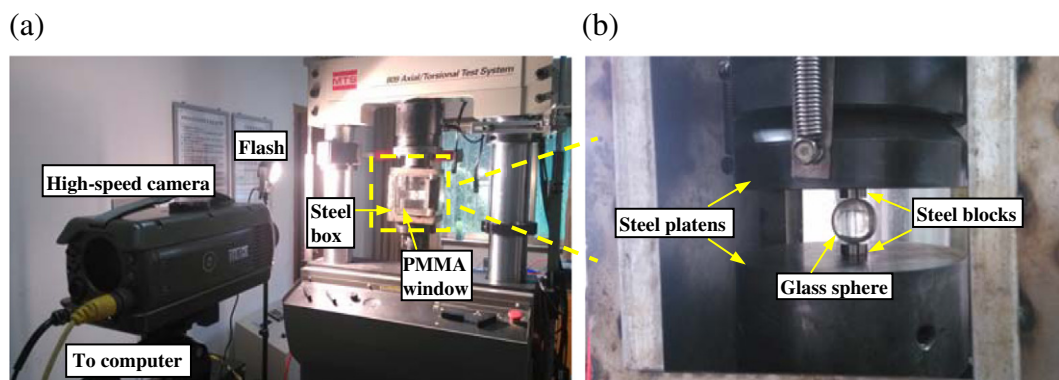 (a)
(b)
MTS
809 Axial/Torsional Test System
Flash
High-speed camera
Steel
box
PMMA
window
To computer
Steel platens
Steel blocks
Glass sphere